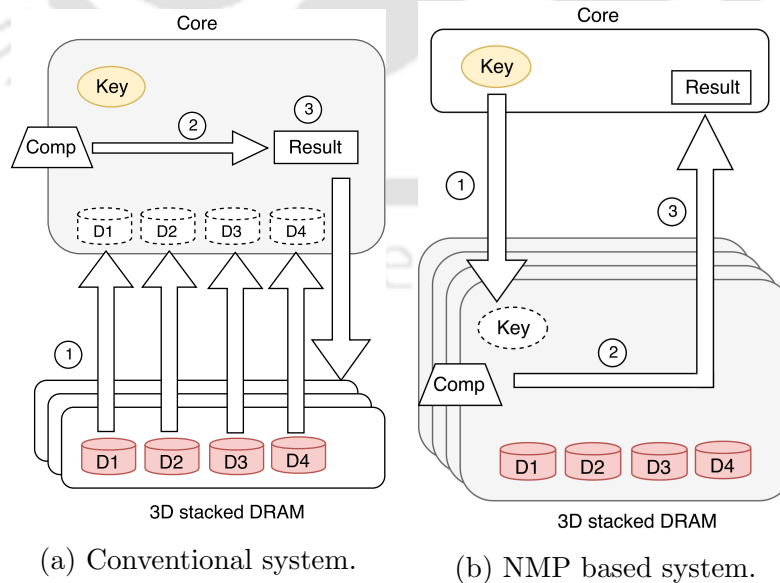 Core
Key
2
3
Comp
Result
D1
D2
D3
D4
1
D1
D2
D3
D4
3D stacked DRAM
(a) Conventional system.
Core
Key
Result
1
3
Key
2
Comp
D1
D2
D3
D4
3D stacked DRAM
(b) NMP based system.